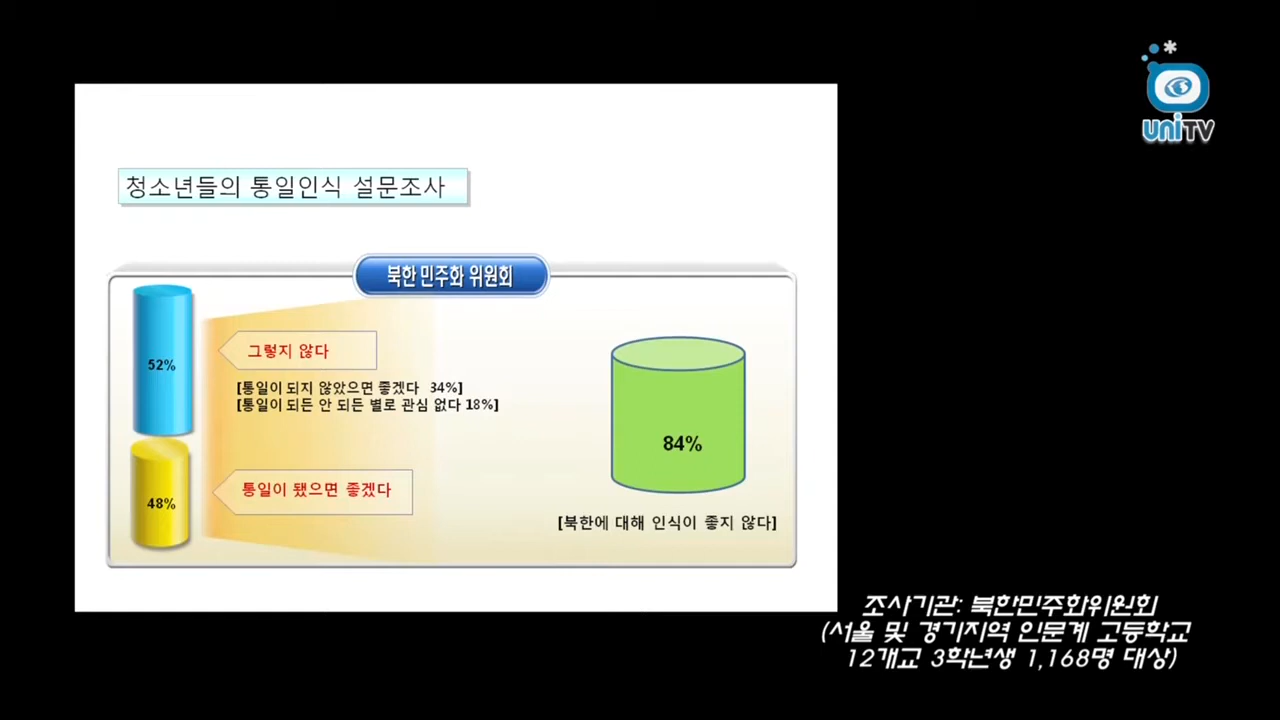 uniTV
청소년들의 통일인식 설문조사
북한 민주화 위원회
52%
그렇지 않다
[통일이 되지 않았으면 좋겠다 34%]
[통일이 되든 안 되든 별로 관심 없다 18%]
48%
통일이 됐으면 좋겠다
84%
[북한에 대해 인식이 좋지 않다]
조사기관: 북한민주화위원회
(서울 및 경기지역 인문계 고등학교
12개교 3학년생 1,168명 대상)